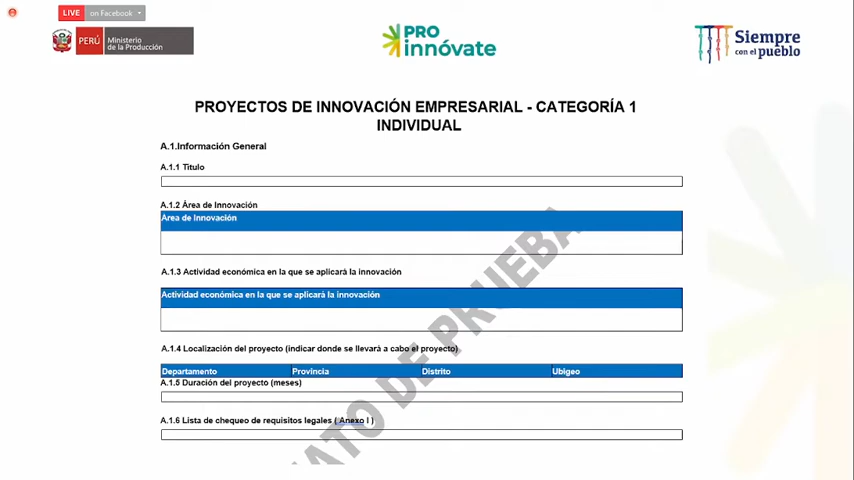 LIVE on Facebook
PERÚ Ministerio
de la Producción
PRO
innóvate
Siempre
con el pueblo
PROYECTOS DE INNOVACIÓN EMPRESARIAL - CATEGORÍA 1
INDIVIDUAL
A.1.Información General
A.1.1 Título
A.1.2 Área de Innovación
Área de Innovación
A.1.3 Actividad económica en la que se aplicará la innovación
Actividad económica en la que se aplicará la innovación
A.1.4 Localización del proyecto (indicar donde se llevará a cabo el proyecto)
Departamento Provincia Distrito Ubigeo
A.1.5 Duración del proyecto (meses)
A.1.6 Lista de chequeo de requisitos legales ( Anexo I )
ATO DE PRUEBA